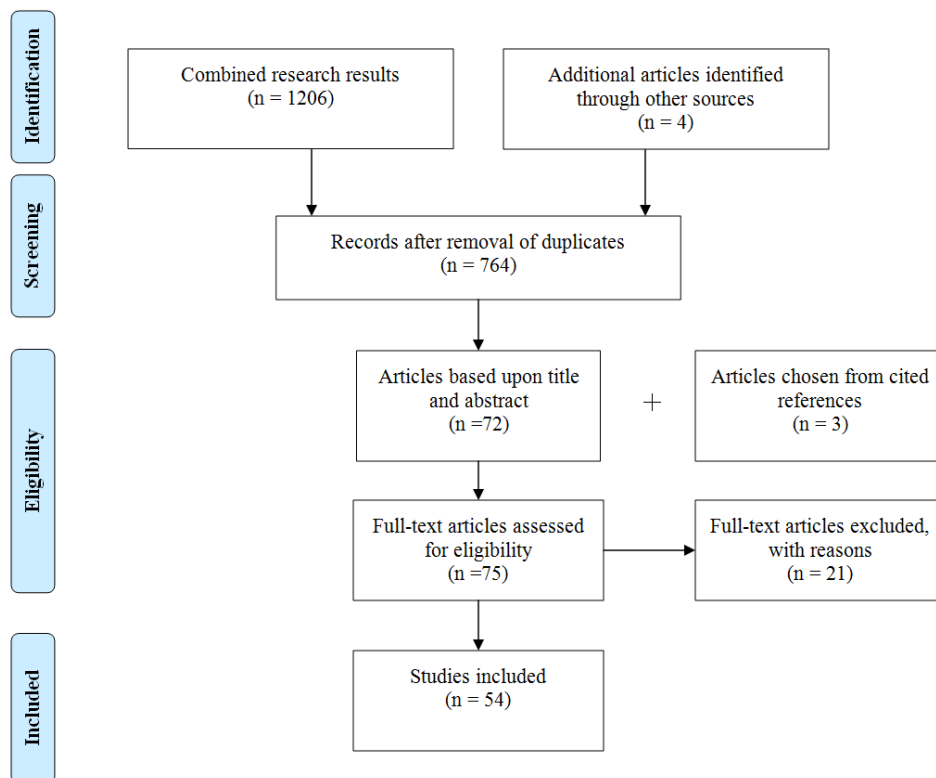 Identification
Combined research results
(n = 1206)
Additional articles identified
through other sources
(n = 4)
Screening
Records after removal of duplicates
(n = 764)
Eligibility
Articles based upon title
and abstract
(n =72)
+
Articles chosen from cited
references
(n = 3)
Full-text articles assessed
for eligibility
(n =75)
Full-text articles excluded,
with reasons
(n = 21)
Included
Studies included
(n = 54)